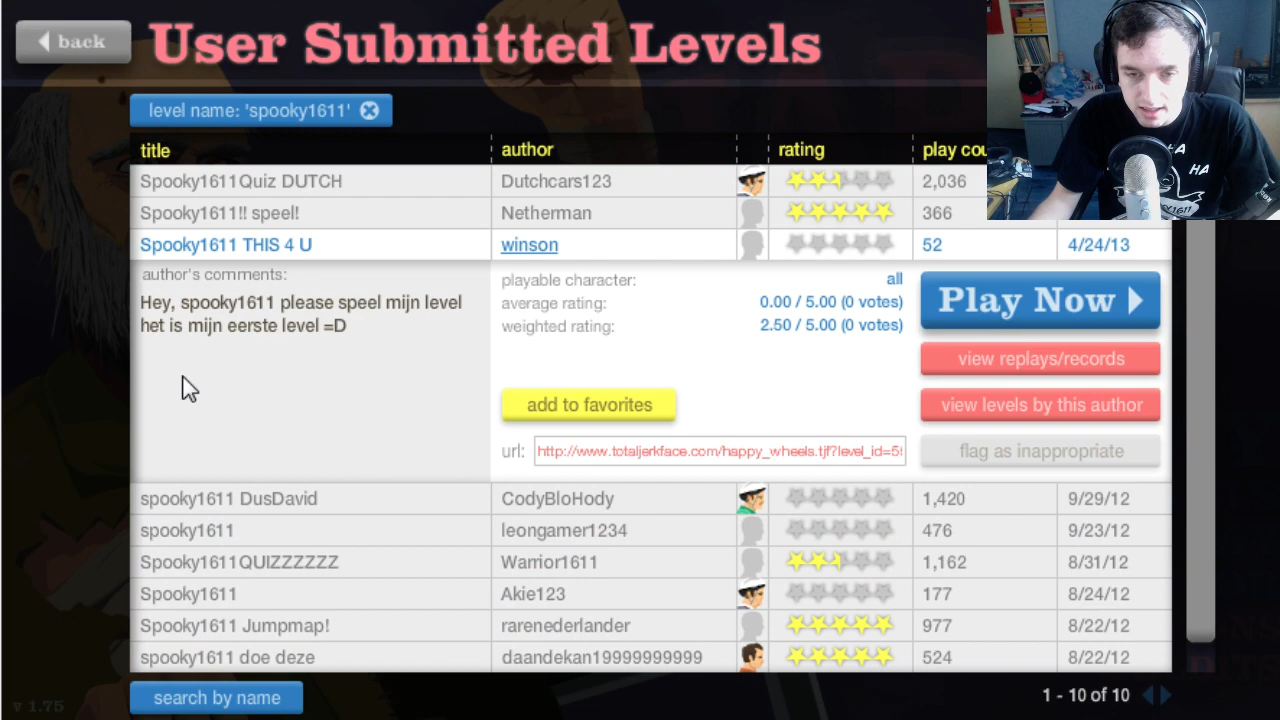 back
User Submitted Levels
level name: 'spooky1611'
title author rating play cou
Spooky1611Quiz DUTCH Dutchcars123 2,036
Spooky1611!! speel! Netherman 366
Spooky1611 THIS 4 U winson 52 4/24/13
author's comments:
Hey, spooky1611 please speel mijn level
het is mijn eerste level =D
playable character: all
average rating: 0.00 / 5.00 (0 votes)
weighted rating: 2.50 / 5.00 (0 votes)
add to favorites
url: http://www.totaljerkface.com/happy_wheels.tjf?level_id=5
Play Now
view replays/records
view levels by this author
flag as inappropriate
spooky1611 DusDavid CodyBloHody 1,420 9/29/12
spooky1611 leongamer1234 476 9/23/12
Spooky1611QUIZZZZZZ Warrior1611 1,162 8/31/12
Spooky1611 Akie123 177 8/24/12
Spooky1611 Jumpmap! rarenederlander 977 8/22/12
spooky1611 doe deze daandekan19999999999 524 8/22/12
search by name
1 - 10 of 10
v 1.75
HA
HA